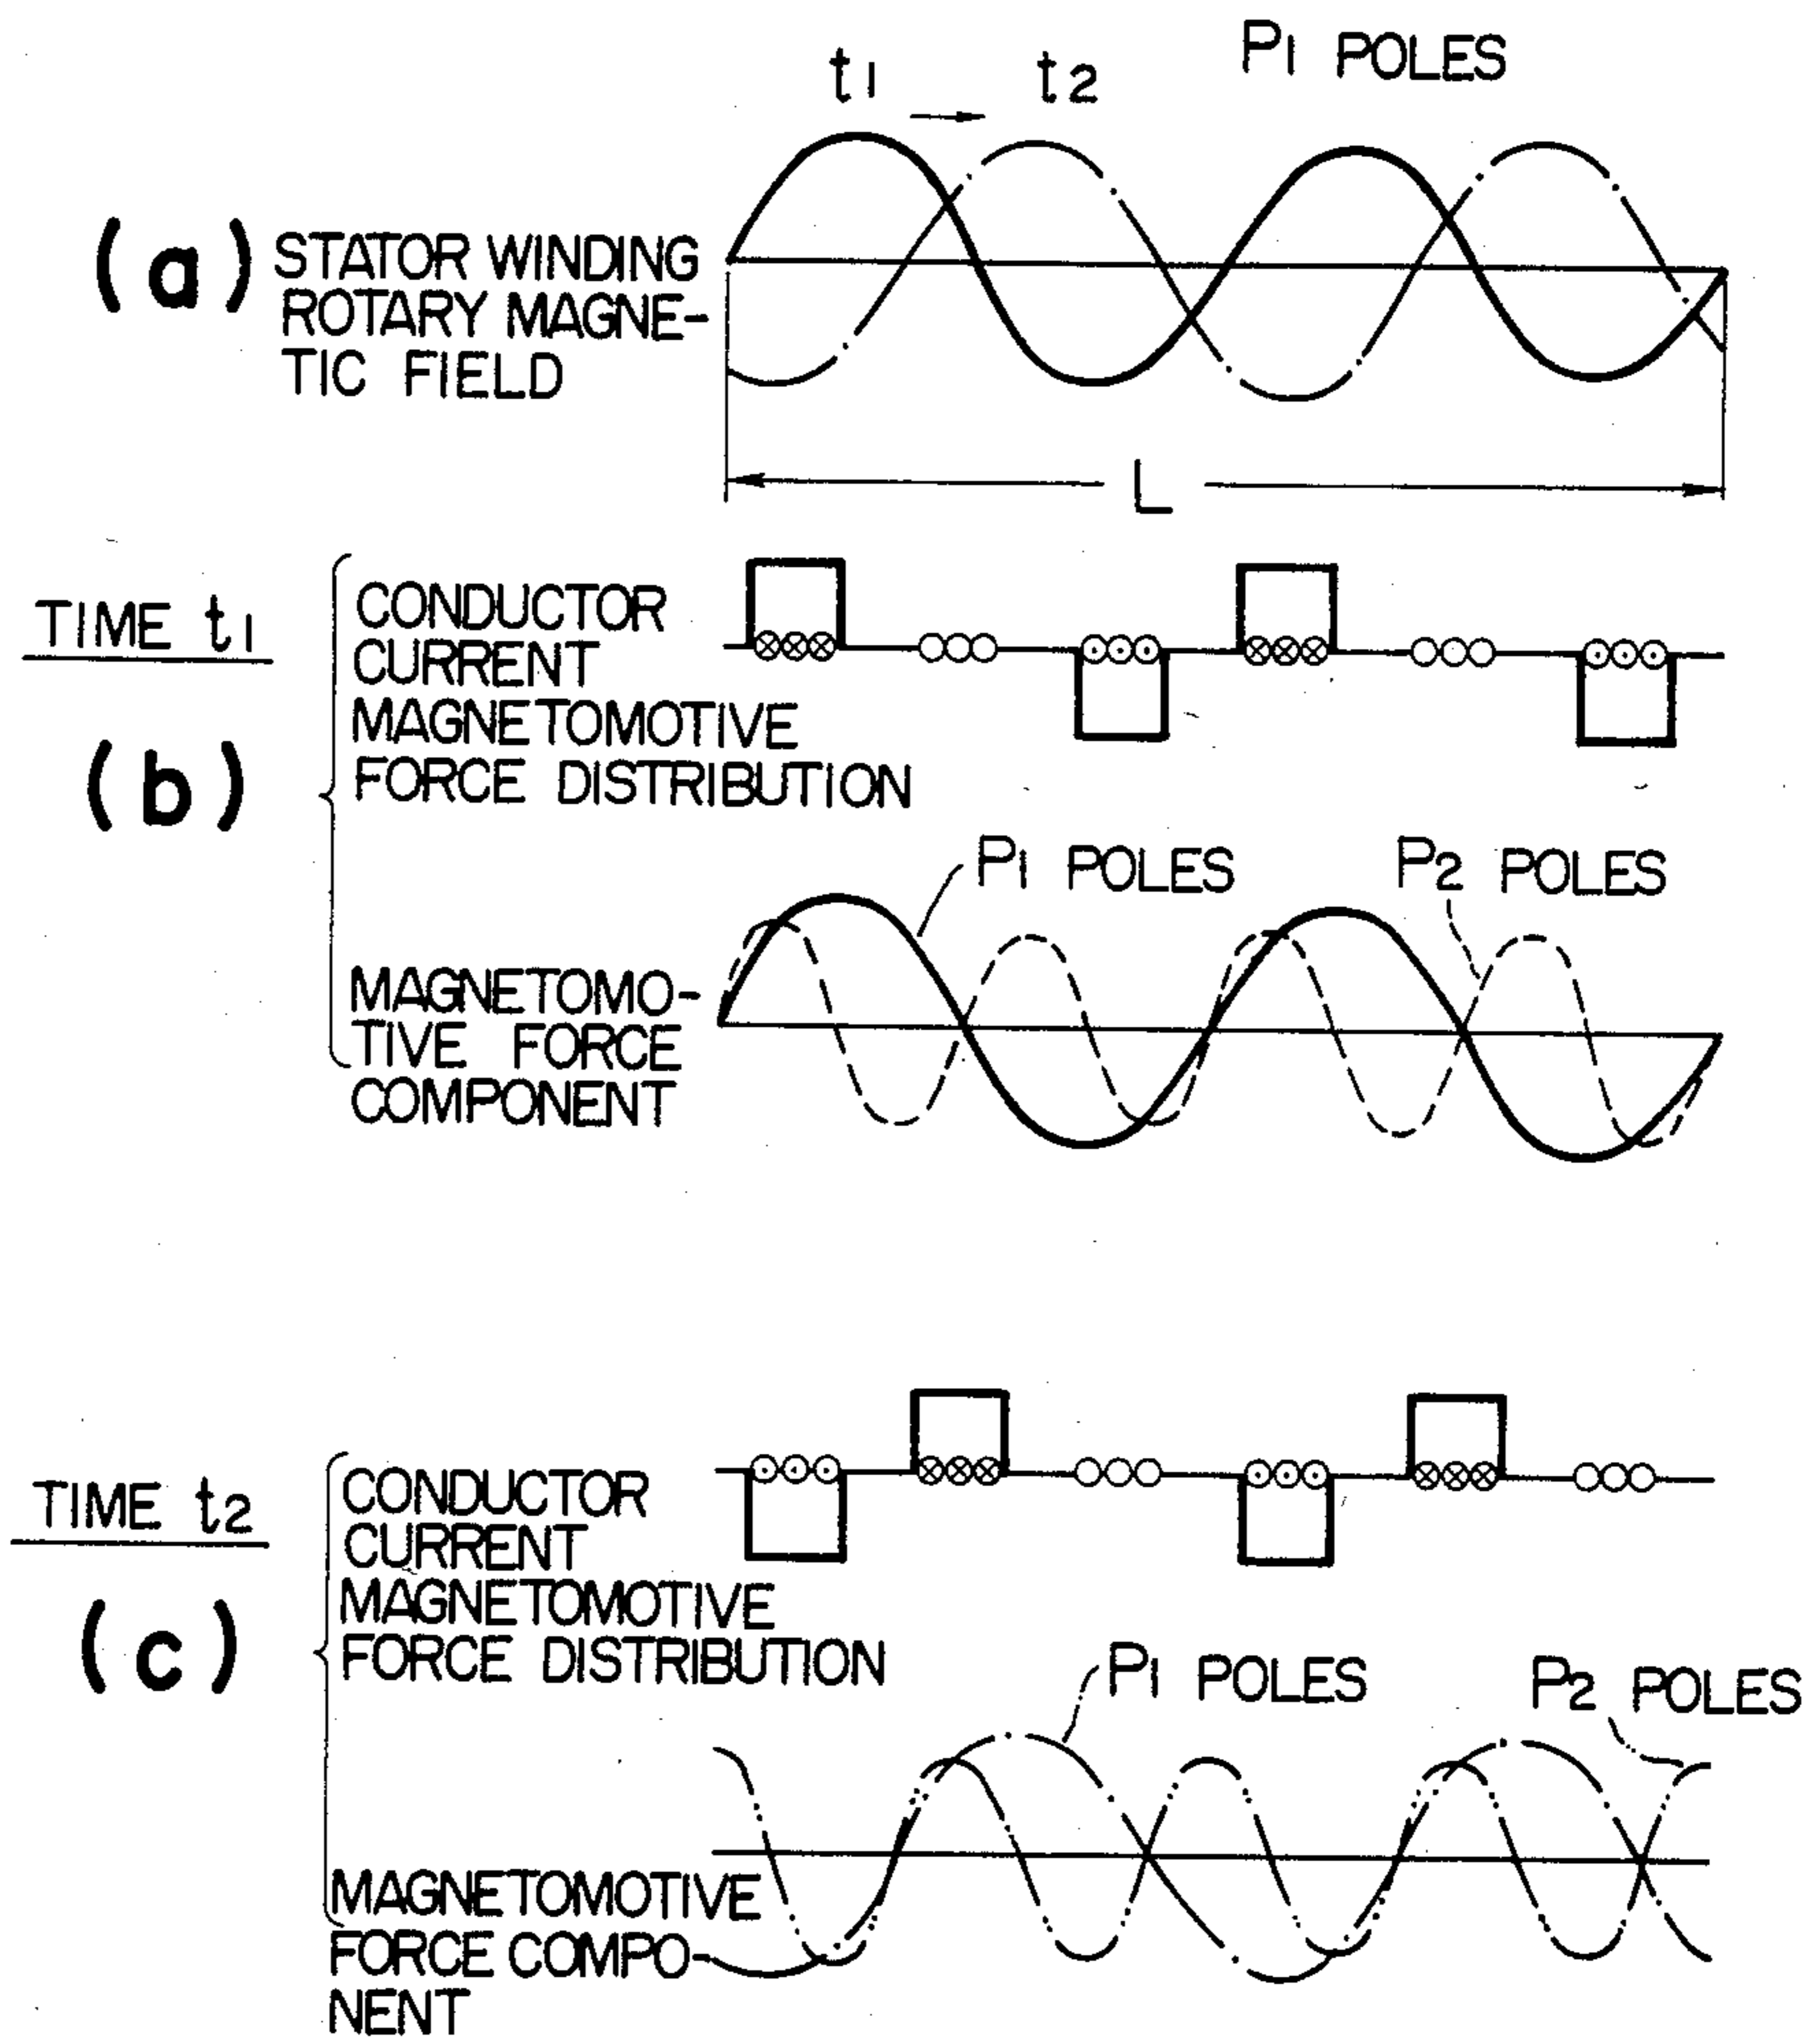 t1 → t2 P1 POLES
(a) STATOR WINDING
ROTARY MAGNE-
TIC FIELD
L
TIME t1
(b)
CONDUCTOR
CURRENT
MAGNETOMOTIVE
FORCE DISTRIBUTION
P1 POLES P2 POLES
MAGNETOMO-
TIVE FORCE
COMPONENT
TIME t2
(c)
CONDUCTOR
CURRENT
MAGNETOMOTIVE
FORCE DISTRIBUTION
P1 POLES P2 POLES
MAGNETOMOTIVE
FORCE COMPO-
NENT